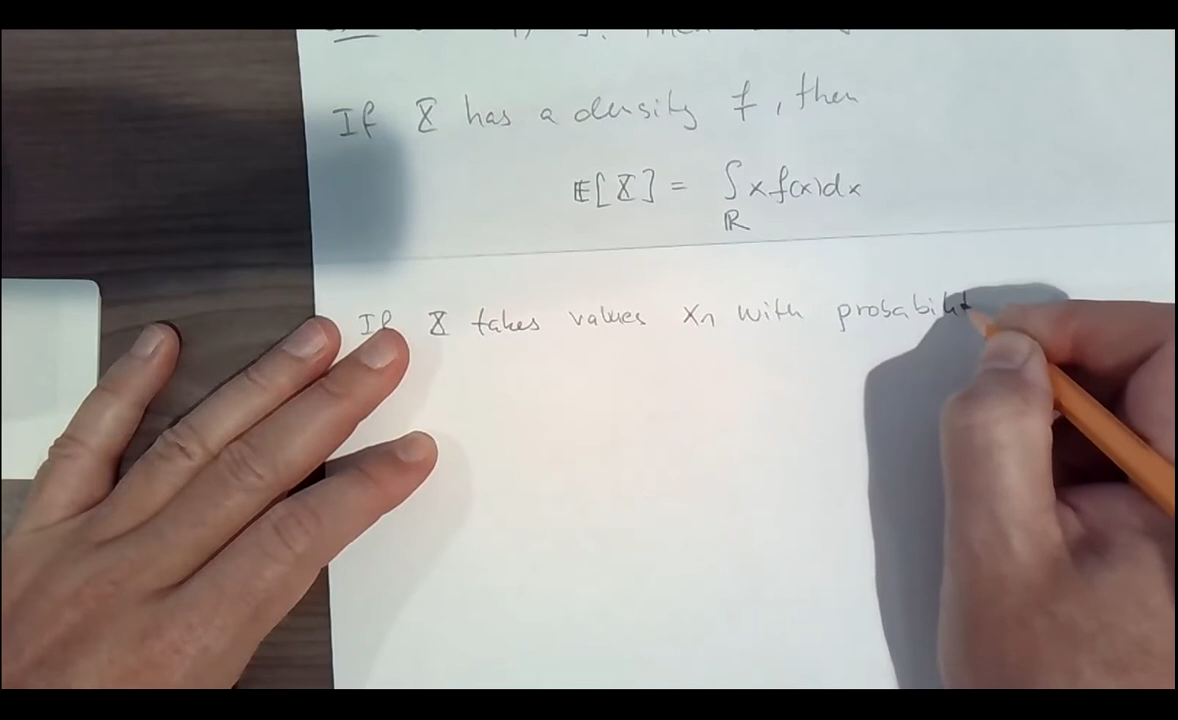 If X has a density f, then
E[X] = ∫ x f(x) dx
ℝ
If X takes values xn with probabilit